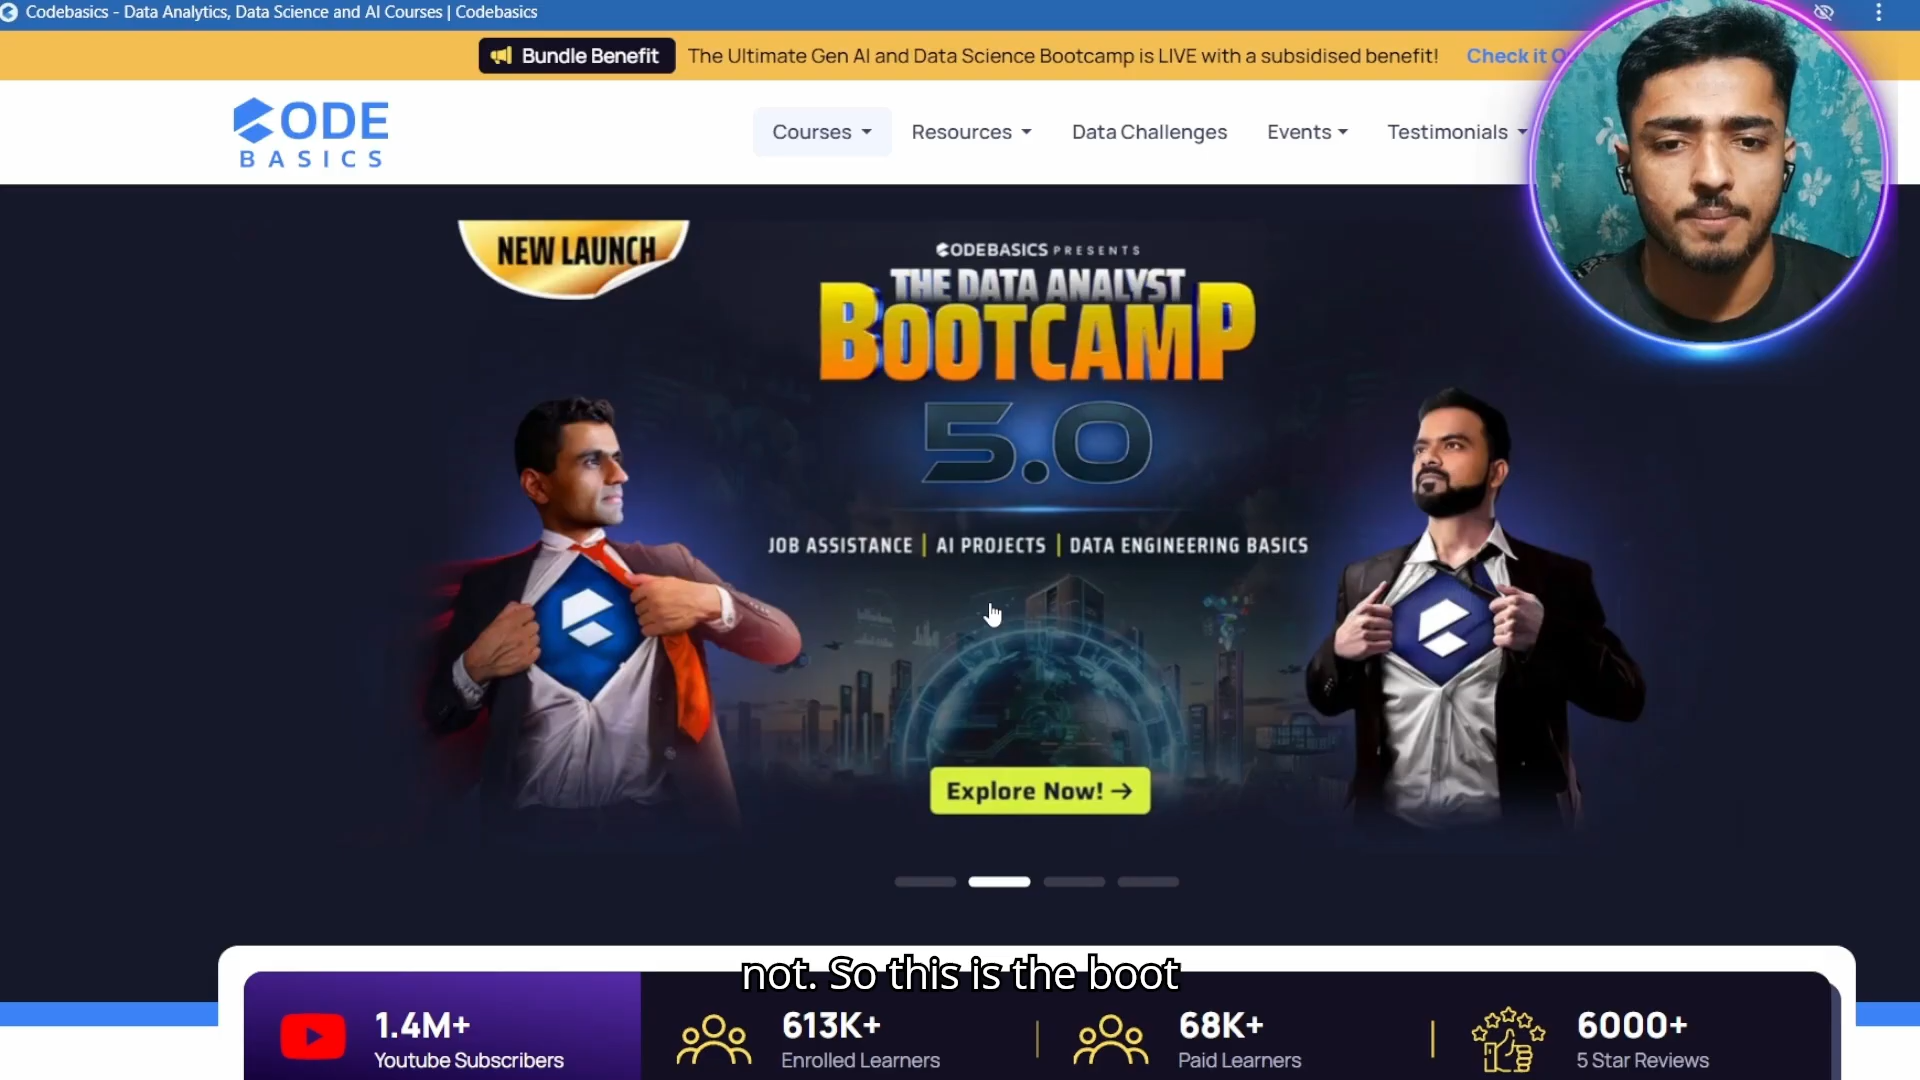 Codebasics - Data Analytics, Data Science and AI Courses | Codebasics
Bundle Benefit The Ultimate Gen AI and Data Science Bootcamp is LIVE with a subsidised benefit! Check it
CODE
BASICS
Courses Resources Data Challenges Events Testimonials
NEW LAUNCH
CODEBASICS PRESENTS
THE DATA ANALYST
BOOTCAMP
5.0
JOB ASSISTANCE | AI PROJECTS | DATA ENGINEERING BASICS
Explore Now! →
not. So this is the boot
1.4M+
Youtube Subscribers
613K+
Enrolled Learners
68K+
Paid Learners
6000+
5 Star Reviews